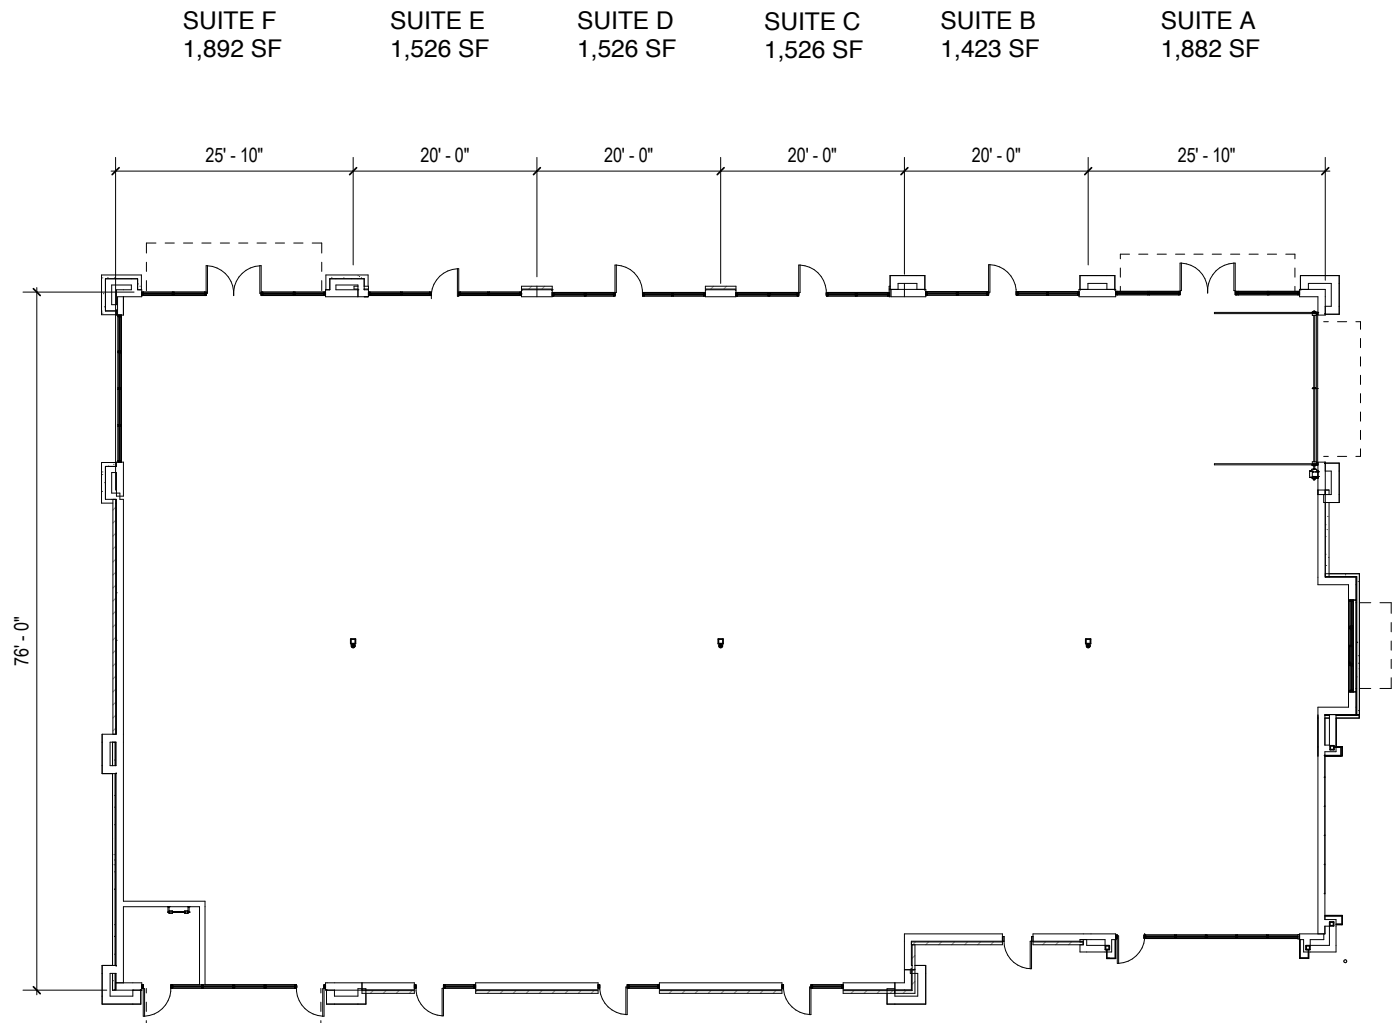 SUITE F
1,892 SF
SUITE E
1,526 SF
SUITE D
1,526 SF
SUITE C
1,526 SF
SUITE B
1,423 SF
SUITE A
1,882 SF
25' - 10"
20' - 0"
20' - 0"
20' - 0"
20' - 0"
25' - 10"
76' - 0"